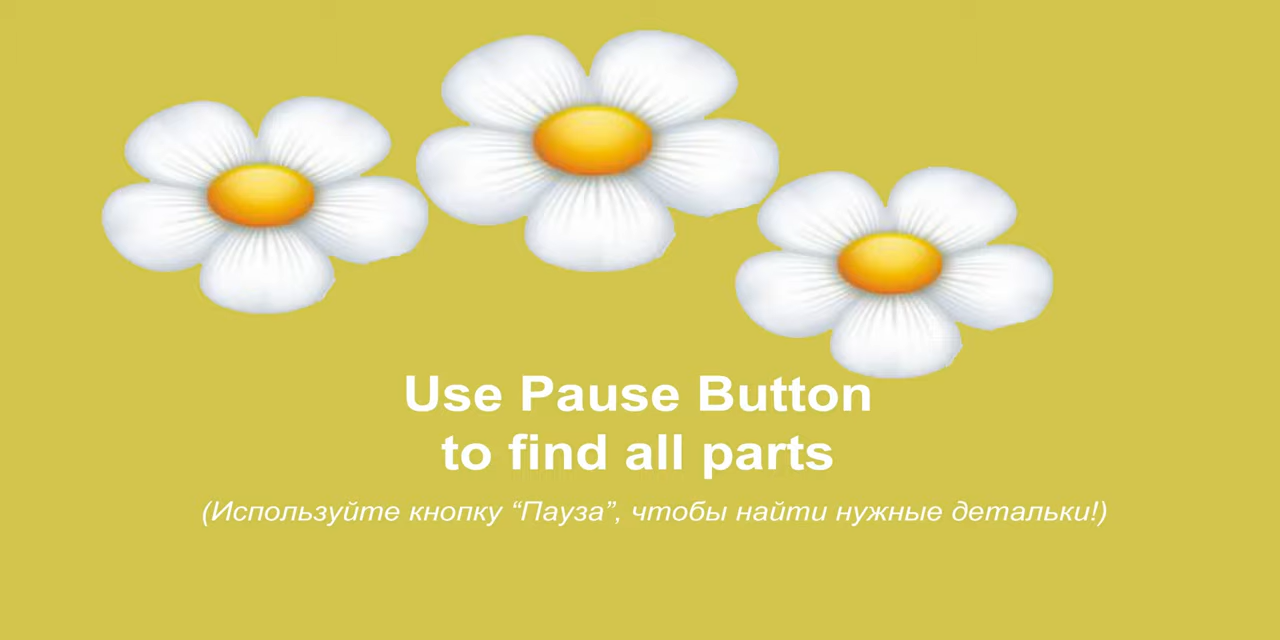 Use Pause Button
to find all parts
(Используйте кнопку “Пауза”, чтобы найти нужные детальки!)